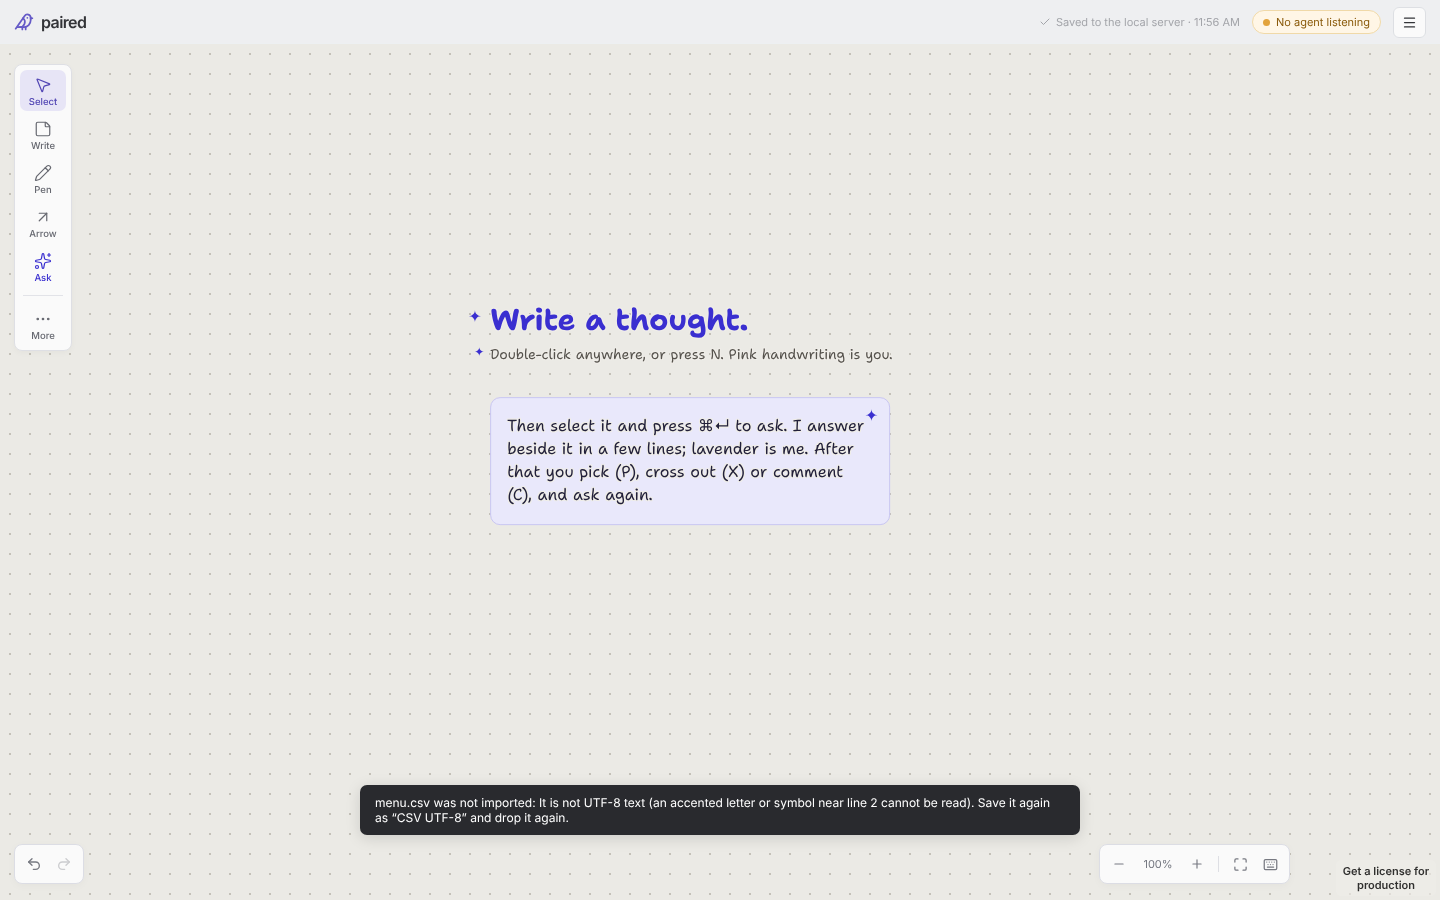 paired
Saved to the local server · 11:56 AM
No agent listening
Select
Write
Pen
Arrow
Ask
More
Write a thought.
Double-click anywhere, or press N. Pink handwriting is you.
Then select it and press ⌘↵ to ask. I answer
beside it in a few lines; lavender is me. After
that you pick (P), cross out (X) or comment
(C), and ask again.
menu.csv was not imported: It is not UTF-8 text (an accented letter or symbol near line 2 cannot be read). Save it again
as “CSV UTF-8” and drop it again.
100%
Get a license for
production